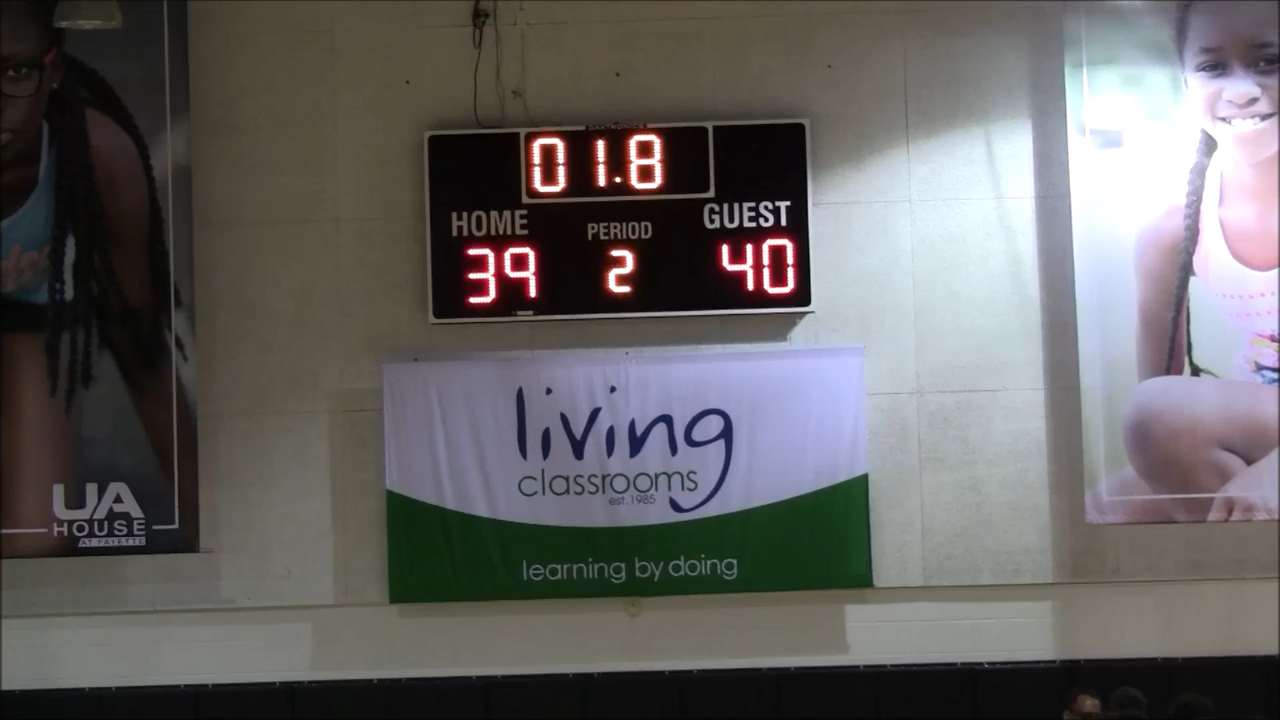 DAKTRONICS
01.8
HOME
PERIOD
GUEST
39
2
40
living
classrooms
est.1985
learning by doing
UA
HOUSE
AT FAYETTE